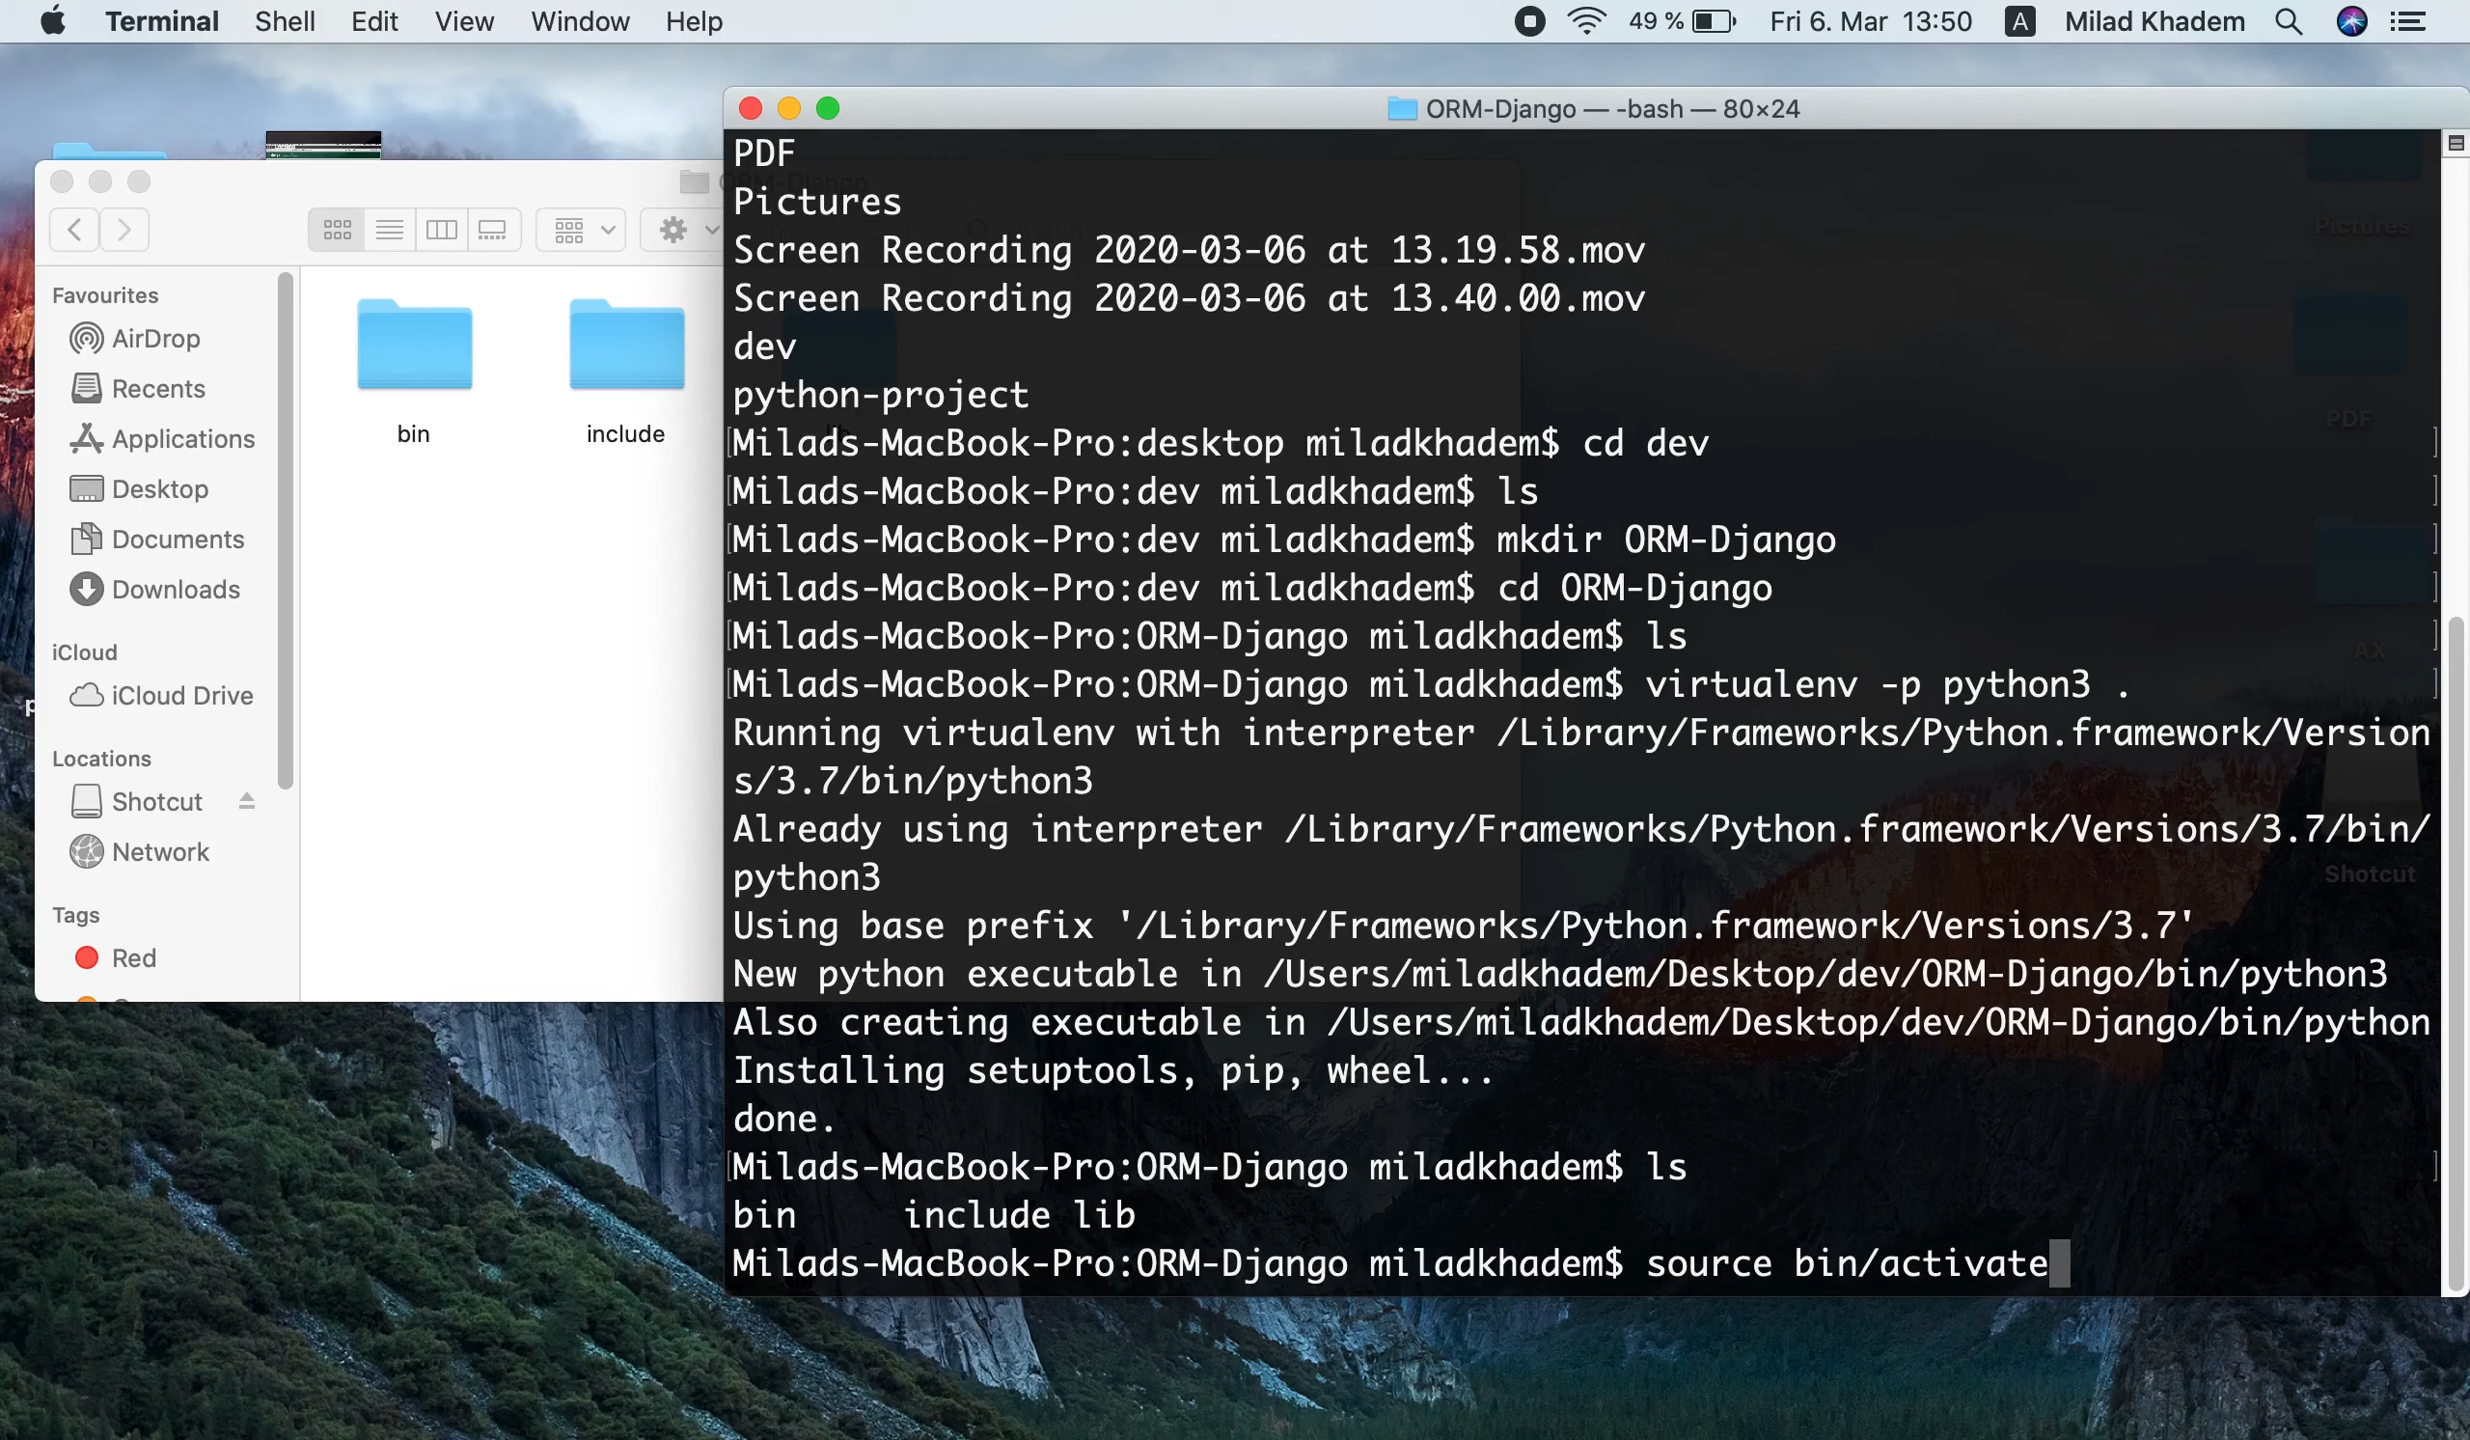 Terminal Shell Edit View Window Help 49 % Fri 6. Mar 13:50 A Milad Khadem
ORM-Django — -bash — 80×24
ORM-Django
Favourites
AirDrop
Recents
Applications
Desktop
Documents
Downloads
iCloud
iCloud Drive
Locations
Shotcut
Network
Tags
Red
bin
include
lib
PDF
Pictures
Screen Recording 2020-03-06 at 13.19.58.mov
Screen Recording 2020-03-06 at 13.40.00.mov
dev
python-project
[Milads-MacBook-Pro:desktop miladkhadem$ cd dev ]
[Milads-MacBook-Pro:dev miladkhadem$ ls ]
[Milads-MacBook-Pro:dev miladkhadem$ mkdir ORM-Django ]
[Milads-MacBook-Pro:dev miladkhadem$ cd ORM-Django ]
[Milads-MacBook-Pro:ORM-Django miladkhadem$ ls ]
[Milads-MacBook-Pro:ORM-Django miladkhadem$ virtualenv -p python3 . ]
Running virtualenv with interpreter /Library/Frameworks/Python.framework/Version
s/3.7/bin/python3
Already using interpreter /Library/Frameworks/Python.framework/Versions/3.7/bin/
python3
Using base prefix '/Library/Frameworks/Python.framework/Versions/3.7'
New python executable in /Users/miladkhadem/Desktop/dev/ORM-Django/bin/python3
Also creating executable in /Users/miladkhadem/Desktop/dev/ORM-Django/bin/python
Installing setuptools, pip, wheel...
done.
[Milads-MacBook-Pro:ORM-Django miladkhadem$ ls ]
bin include lib
Milads-MacBook-Pro:ORM-Django miladkhadem$ source bin/activate
Pictures
PDF
AX
Shotcut